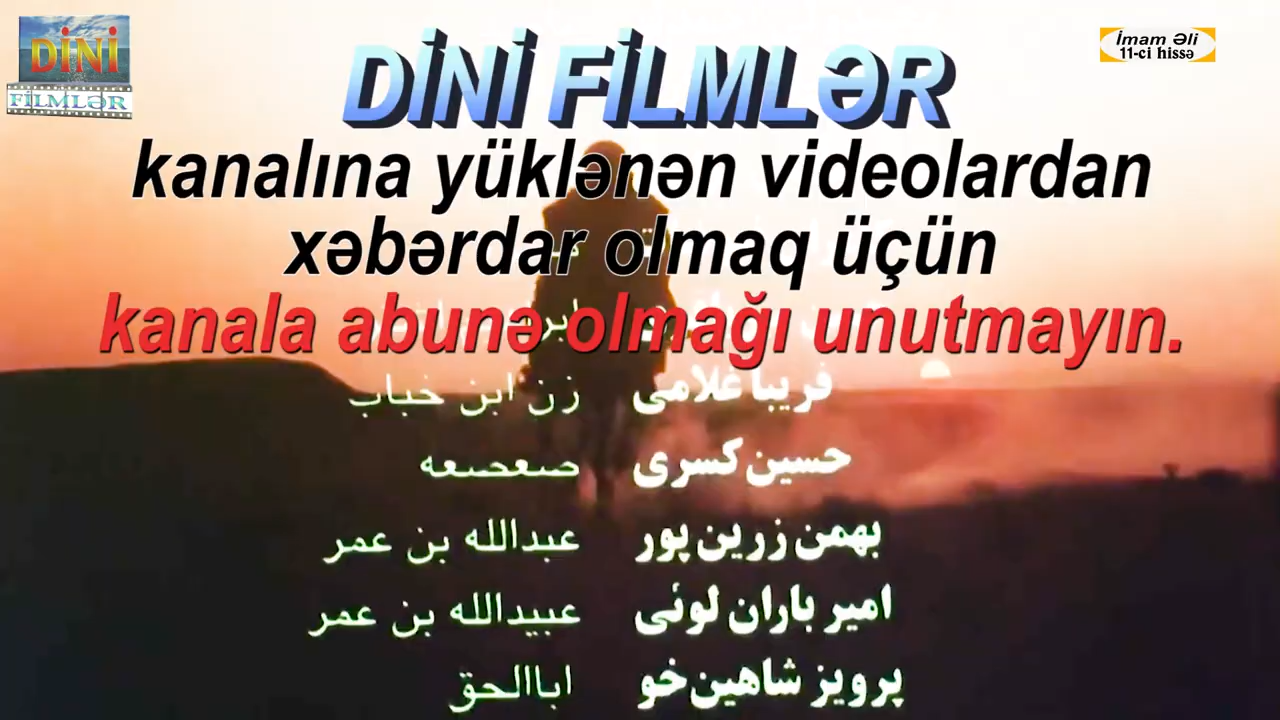 DİNİ
FİLMLƏR
İmam Əli
11-ci hissə
DİNİ FİLMLƏR
kanalına yüklənən videolardan
xəbərdar olmaq üçün
kanala abunə olmağı unutmayın.
فریبا غلامی زن ابن خباب
حسین کسری صعصعه
بهمن زرین پور عبدالله بن عمر
امیر باران لوئی عبیدالله بن عمر
پرویز شاهین خو اباالحق